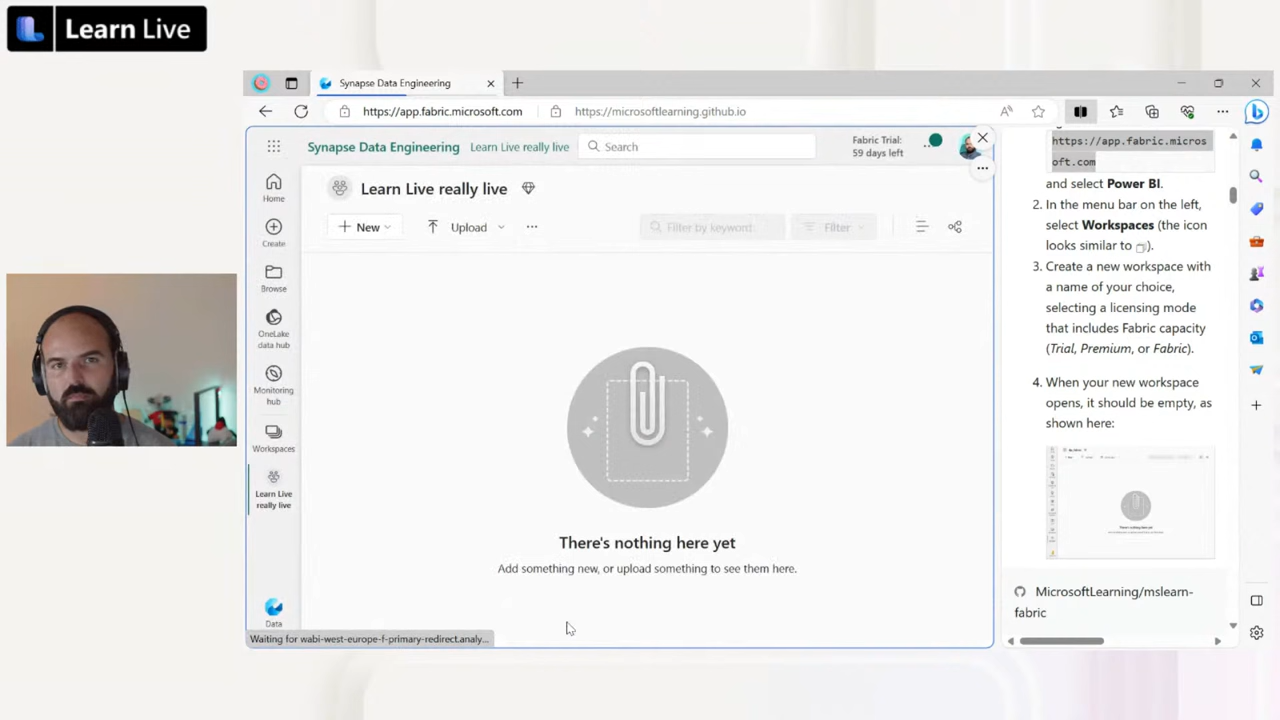 Learn Live
Synapse Data Engineering
https://app.fabric.microsoft.com
https://microsoftlearning.github.io
Synapse Data Engineering
Learn Live really live
Search
Fabric Trial:
59 days left
Home
Create
Browse
OneLake
data hub
Monitoring
hub
Workspaces
Learn Live
really live
Data
Learn Live really live
New
Upload
Filter by keyword
Filter
There's nothing here yet
Add something new, or upload something to see them here.
Waiting for wabi-west-europe-f-primary-redirect.analy...
https://app.fabric.micros
oft.com
and select Power BI.
2. In the menu bar on the left,
select Workspaces (the icon
looks similar to ).
3. Create a new workspace with
a name of your choice,
selecting a licensing mode
that includes Fabric capacity
(Trial, Premium, or Fabric).
4. When your new workspace
opens, it should be empty, as
shown here:
MicrosoftLearning/mslearn-
fabric